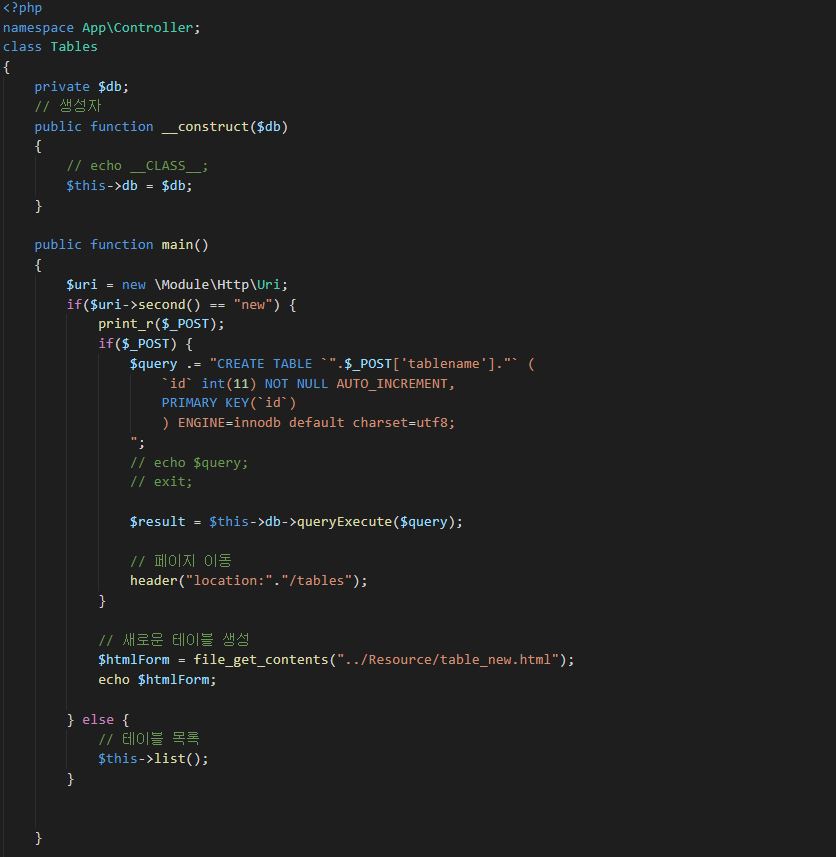 <?php
namespace App\Controller;
class Tables
{
    private $db;
    // 생성자
    public function __construct($db)
    {
        // echo __CLASS__;
        $this->db = $db;
    }

    public function main()
    {
        $uri = new \Module\Http\Uri;
        if($uri->second() == "new") {
            print_r($_POST);
            if($_POST) {
                $query .= "CREATE TABLE `".$_POST['tablename']."` (
                    `id` int(11) NOT NULL AUTO_INCREMENT,
                    PRIMARY KEY(`id`)
                    ) ENGINE=innodb default charset=utf8;
                ";
                // echo $query;
                // exit;

                $result = $this->db->queryExecute($query);

                // 페이지 이동
                header("location:"."/tables");
            }

            // 새로운 테이블 생성
            $htmlForm = file_get_contents("../Resource/table_new.html");
            echo $htmlForm;

        } else {
            // 테이블 목록
            $this->list();
        }


    }